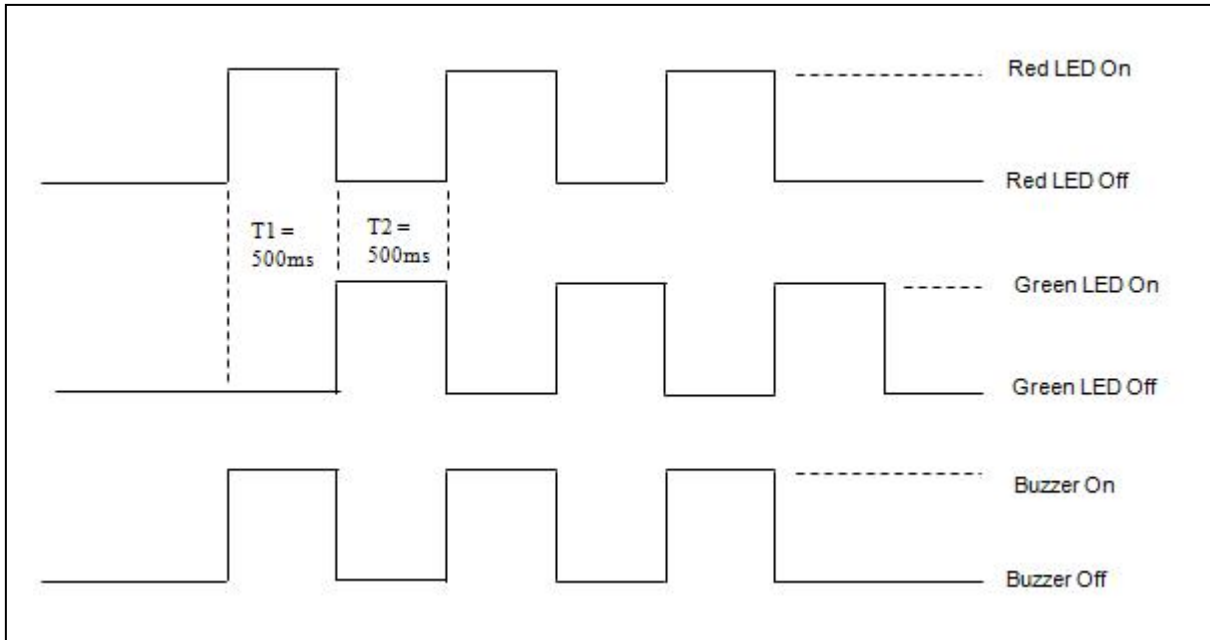 Red LED On
Red LED Off
T1 =
500ms
T2 =
500ms
Green LED On
Green LED Off
Buzzer On
Buzzer Off